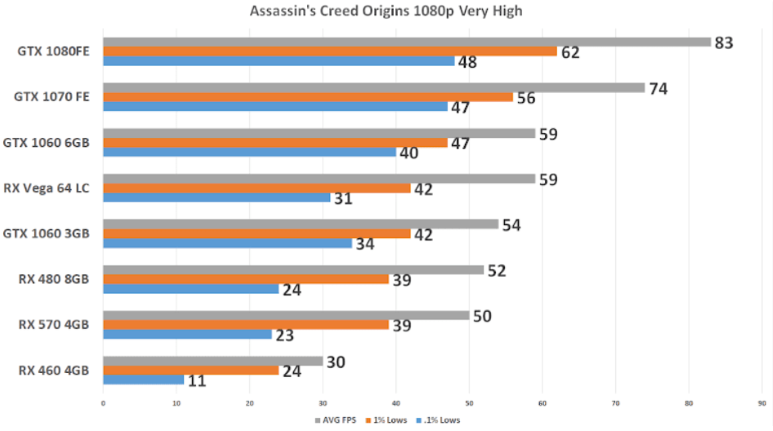 Assassin's Creed Origins 1080p Very High
GTX 1080FE 83 62 48
GTX 1070 FE 74 56 47
GTX 1060 6GB 59 47 40
RX Vega 64 LC 59 42 31
GTX 1060 3GB 54 42 34
RX 480 8GB 52 39 24
RX 570 4GB 50 39 23
RX 460 4GB 30 24 11
0 10 20 30 40 50 60 70 80 90
AVG FPS 1% Lows .1% Lows